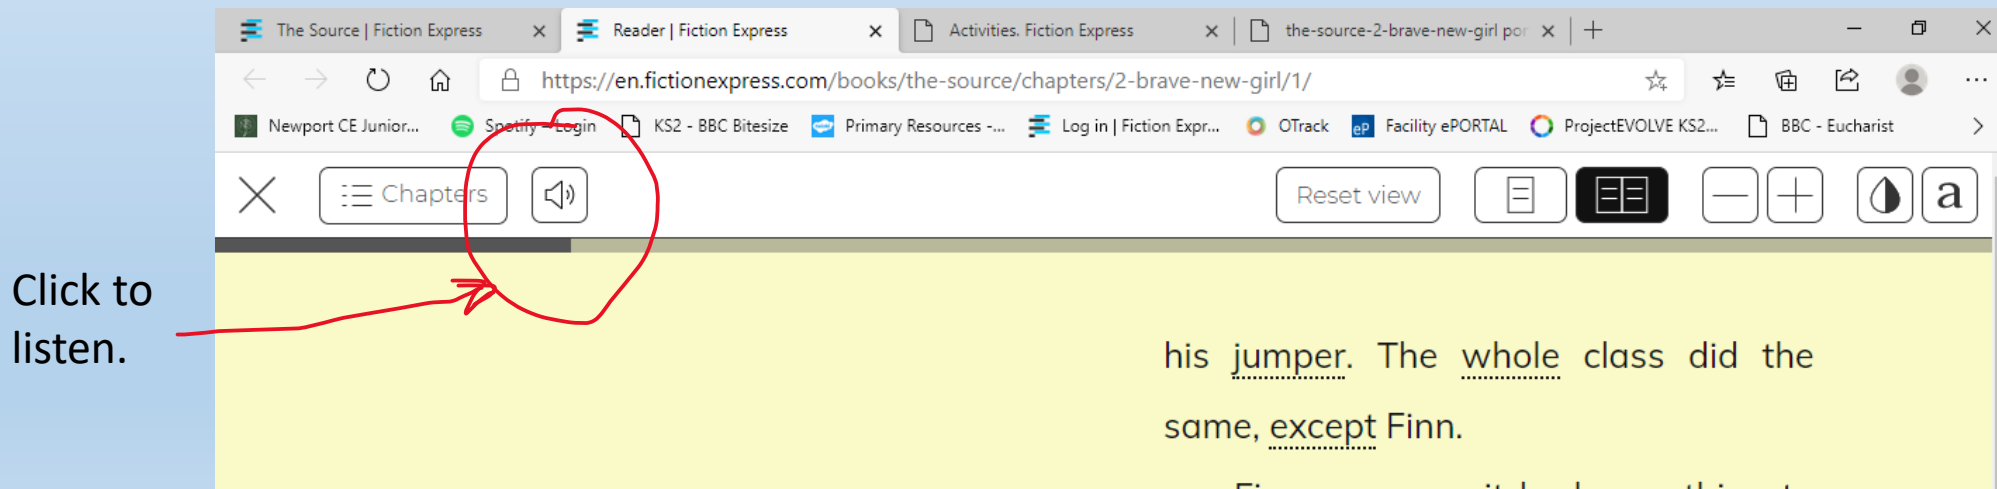 The Source | Fiction Express
Reader | Fiction Express
Activities. Fiction Express
the-source-2-brave-new-girl por
https://en.fictionexpress.com/books/the-source/chapters/2-brave-new-girl/1/
Newport CE Junior...
Spotify – Login
KS2 - BBC Bitesize
Primary Resources -...
Log in | Fiction Expr...
OTrack
eP Facility ePORTAL
ProjectEVOLVE KS2...
BBC - Eucharist
Chapters
Reset view
a
Click to
listen.
his jumper. The whole class did the
same, except Finn.